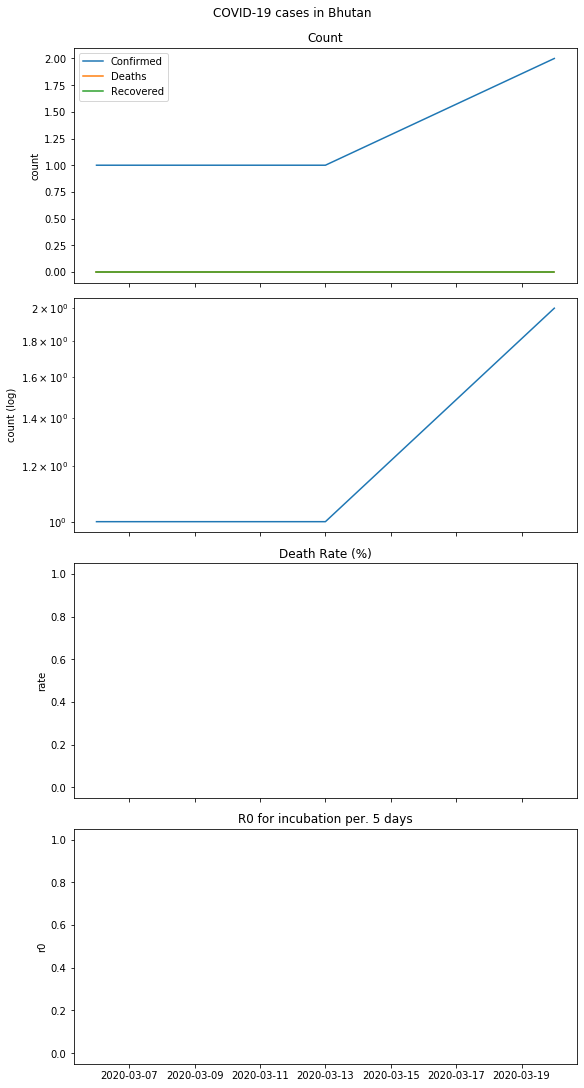 COVID-19 cases in Bhutan
Count
Confirmed
Deaths
Recovered
2.00
1.75
1.50
1.25
1.00
0.75
0.50
0.25
0.00
count
2 × 10⁰
1.8 × 10⁰
1.6 × 10⁰
1.4 × 10⁰
1.2 × 10⁰
10⁰
count (log)
Death Rate (%)
1.0
0.8
0.6
0.4
0.2
0.0
rate
R0 for incubation per. 5 days
1.0
0.8
0.6
0.4
0.2
0.0
r0
2020-03-07 2020-03-09 2020-03-11 2020-03-13 2020-03-15 2020-03-17 2020-03-19